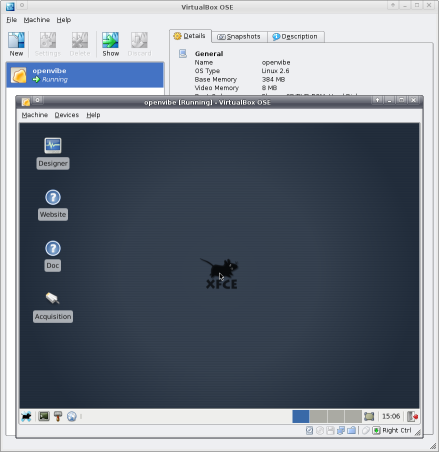 VirtualBox OSE
File Machine Help
New Settings Delete Show Discard
Details Snapshots Description
openvibe
Running
General
Name openvibe
OS Type Linux 2.6
Base Memory 384 MB
Video Memory 8 MB
openvibe [Running] - VirtualBox OSE
Machine Devices Help
Designer
Website
Doc
Acquisition
XFCE
15:06
Right Ctrl